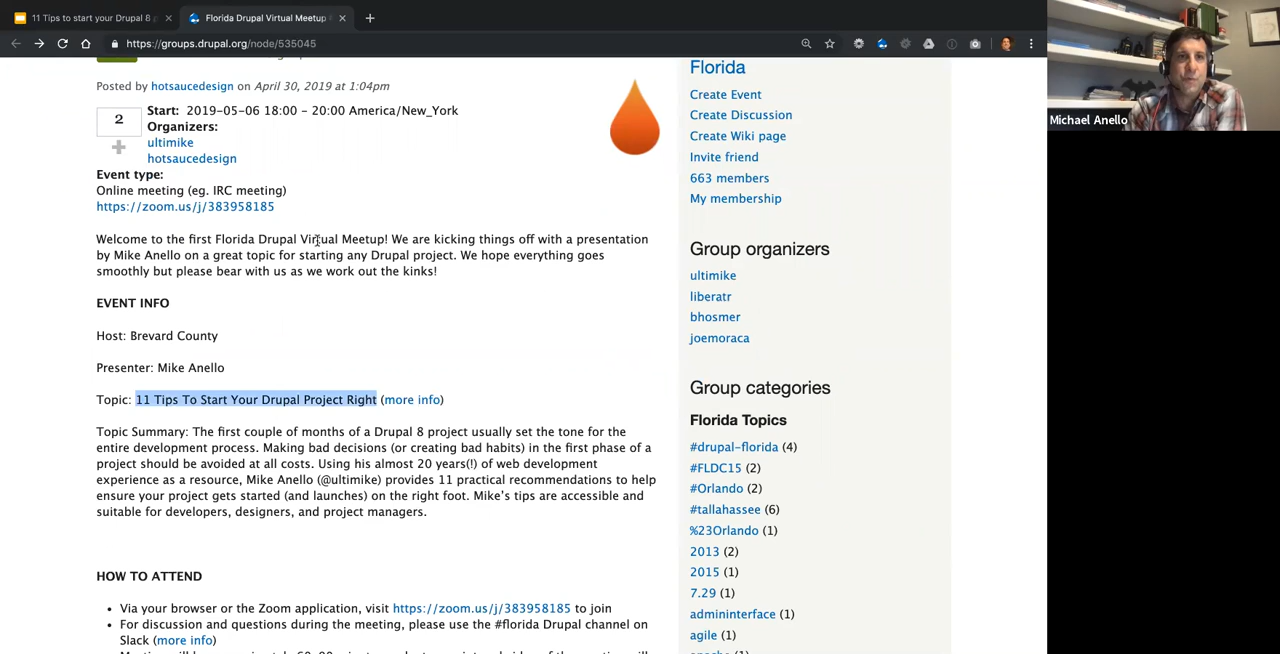 11 Tips to start your Drupal 8
Florida Drupal Virtual Meetup
https://groups.drupal.org/node/535045
Posted by hotsaucedesign on April 30, 2019 at 1:04pm
2
Start: 2019-05-06 18:00 - 20:00 America/New_York
Organizers:
ultimike
hotsaucedesign
Event type:
Online meeting (eg. IRC meeting)
https://zoom.us/j/383958185
Welcome to the first Florida Drupal Virtual Meetup! We are kicking things off with a presentation
by Mike Anello on a great topic for starting any Drupal project. We hope everything goes
smoothly but please bear with us as we work out the kinks!
EVENT INFO
Host: Brevard County
Presenter: Mike Anello
Topic: 11 Tips To Start Your Drupal Project Right (more info)
Topic Summary: The first couple of months of a Drupal 8 project usually set the tone for the
entire development process. Making bad decisions (or creating bad habits) in the first phase of a
project should be avoided at all costs. Using his almost 20 years(!) of web development
experience as a resource, Mike Anello (@ultimike) provides 11 practical recommendations to help
ensure your project gets started (and launches) on the right foot. Mike's tips are accessible and
suitable for developers, designers, and project managers.
HOW TO ATTEND
• Via your browser or the Zoom application, visit https://zoom.us/j/383958185 to join
• For discussion and questions during the meeting, please use the #florida Drupal channel on
Slack (more info)
Florida
Create Event
Create Discussion
Create Wiki page
Invite friend
663 members
My membership
Group organizers
ultimike
liberatr
bhosmer
joemoraca
Group categories
Florida Topics
#drupal-florida (4)
#FLDC15 (2)
#Orlando (2)
#tallahassee (6)
%23Orlando (1)
2013 (2)
2015 (1)
7.29 (1)
admininterface (1)
agile (1)
Michael Anello